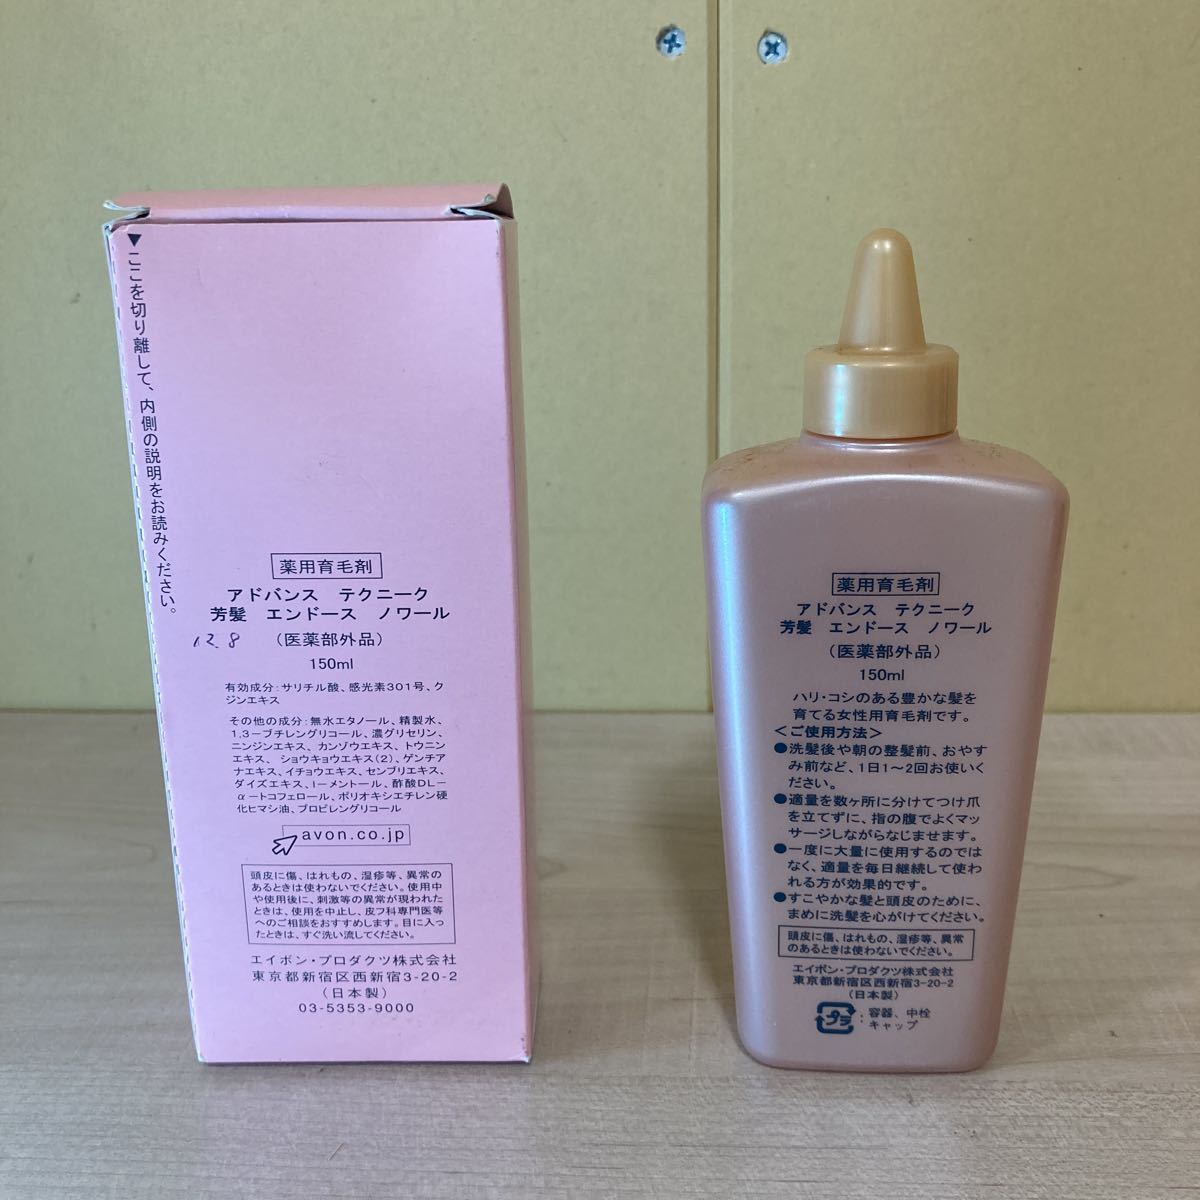 ▼ここを切り離して、内側の説明をお読みください。
薬用育毛剤
アドバンス テクニーク
芳髪 エンドース ノワール
12.8
(医薬部外品)
150ml
有効成分:サリチル酸、感光素301号、ク
ジンエキス
その他の成分:無水エタノール、精製水、
1,3-ブチレングリコール、濃グリセリン、
ニンジンエキス、カンゾウエキス、トウニン
エキス、ショウキョウエキス(2)、ゲンチア
ナエキス、イチョウエキス、センブリエキス、
ダイズエキス、l-メントール、酢酸DL-
α-トコフェロール、ポリオキシエチレン硬
化ヒマシ油、プロピレングリコール
avon.co.jp
頭皮に傷、はれもの、湿疹等、異常の
あるときは使わないでください。使用中
や使用後に、刺激等の異常が現われた
ときは、使用を中止し、皮フ科専門医等
へのご相談をおすすめします。目に入っ
たときは、すぐ洗い流してください。
エイボン・プロダクツ株式会社
東京都新宿区西新宿3-20-2
(日本製)
03-5353-9000
薬用育毛剤
アドバンス テクニーク
芳髪 エンドース ノワール
(医薬部外品)
150ml
ハリ・コシのある豊かな髪を
育てる女性用育毛剤です。
<ご使用方法>
●洗髪後や朝の整髪前、おやす
み前など、1日1~2回お使いく
ださい。
●適量を数ヶ所に分けてつけ爪
を立てずに、指の腹でよくマッ
サージしながらなじませます。
●一度に大量に使用するのでは
なく、適量を毎日継続して使わ
れる方が効果的です。
●すこやかな髪と頭皮のために、
まめに洗髪を心がけてください。
頭皮に傷、はれもの、湿疹等、異常
のあるときは使わないでください。
エイボン・プロダクツ株式会社
東京都新宿区西新宿3-20-2
(日本製)
プラ :容器、中栓
キャップ